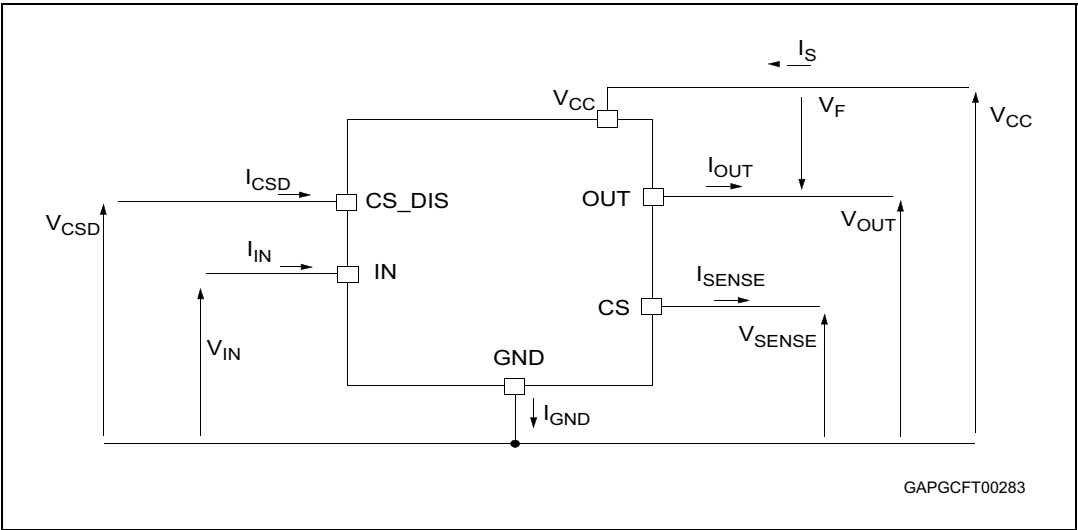 I_S
V_CC
V_F
V_CC
I_CSD
I_OUT
CS_DIS
OUT
V_CSD
V_OUT
I_IN
IN
I_SENSE
CS
V_SENSE
V_IN
GND
I_GND
GAPGCFT00283